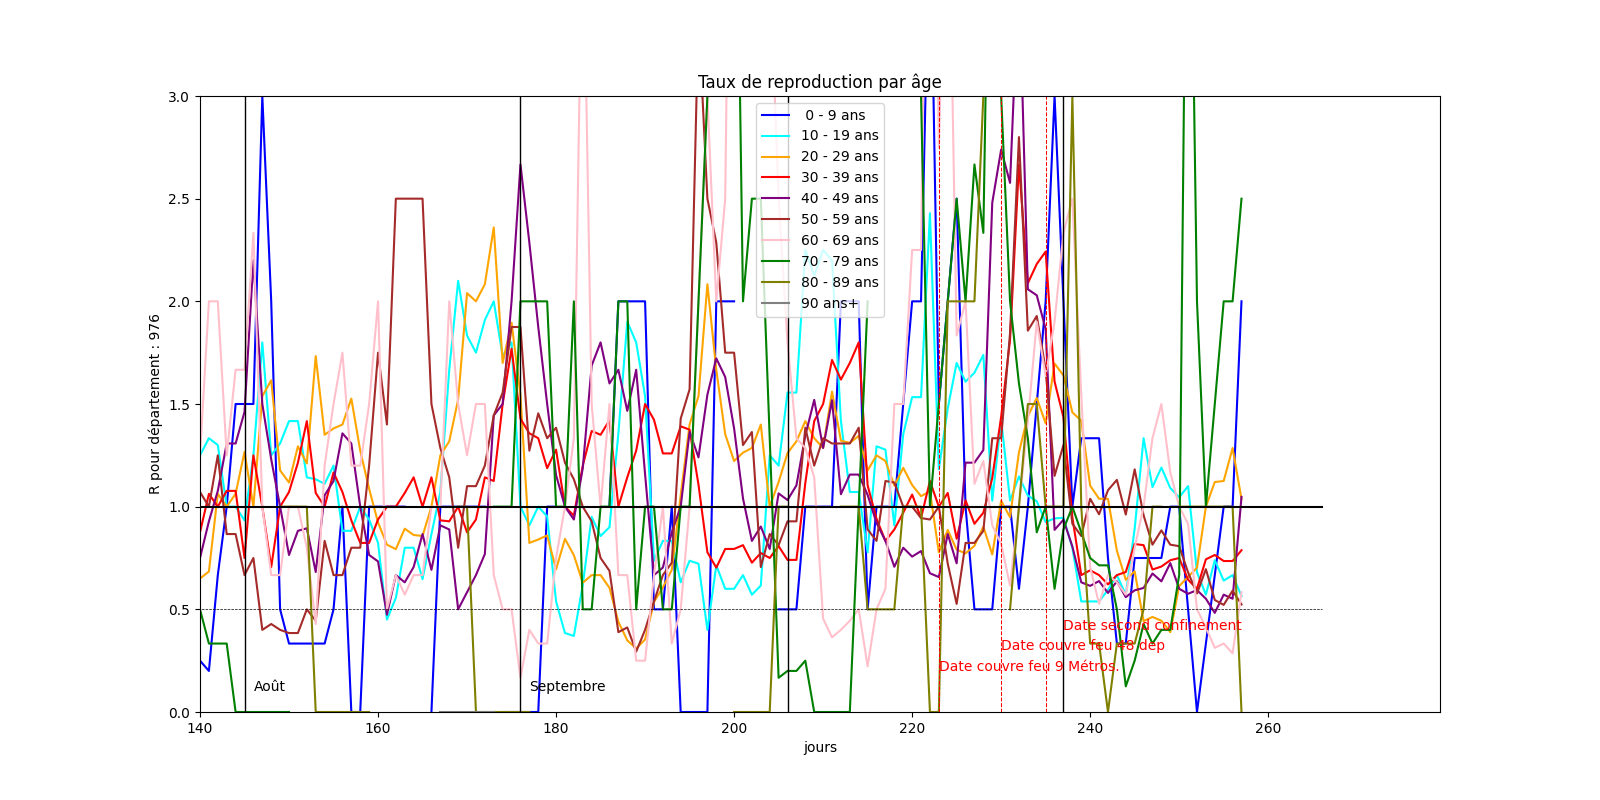 Taux de reproduction par âge
3.0
2.5
2.0
1.5
1.0
0.5
0.0
R pour département : 976
0 - 9 ans
10 - 19 ans
20 - 29 ans
30 - 39 ans
40 - 49 ans
50 - 59 ans
60 - 69 ans
70 - 79 ans
80 - 89 ans
90 ans+
Date second confinement
Date couvre feu 48 dep
Date couvre feu 9 Métros.
Août
Septembre
140
160
180
200
220
240
260
jours